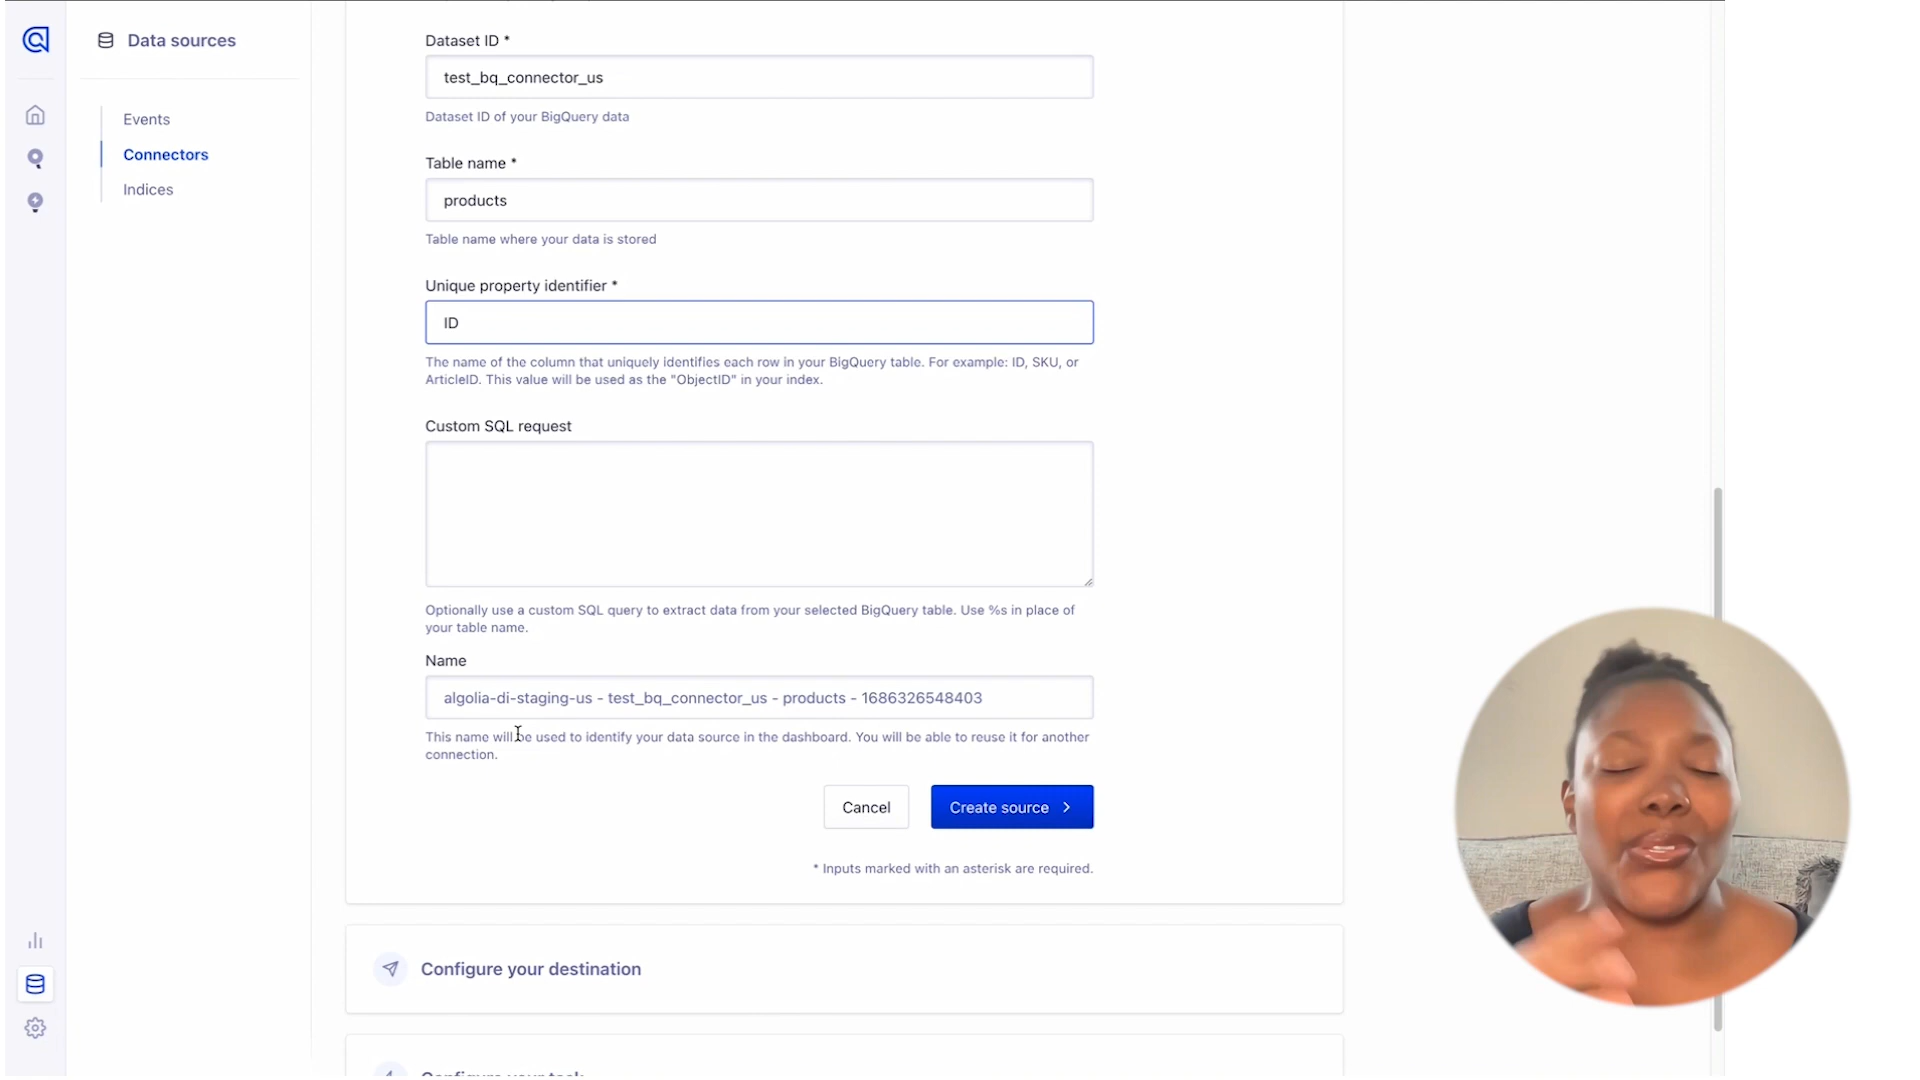 Data sources
Events
Connectors
Indices
Dataset ID *
test_bq_connector_us
Dataset ID of your BigQuery data
Table name *
products
Table name where your data is stored
Unique property identifier *
ID
The name of the column that uniquely identifies each row in your BigQuery table. For example: ID, SKU, or
ArticleID. This value will be used as the "ObjectID" in your index.
Custom SQL request
Optionally use a custom SQL query to extract data from your selected BigQuery table. Use %s in place of
your table name.
Name
algolia-di-staging-us - test_bq_connector_us - products - 1686326548403
This name will be used to identify your data source in the dashboard. You will be able to reuse it for another
connection.
Cancel
Create source
* Inputs marked with an asterisk are required.
Configure your destination
Configure your task